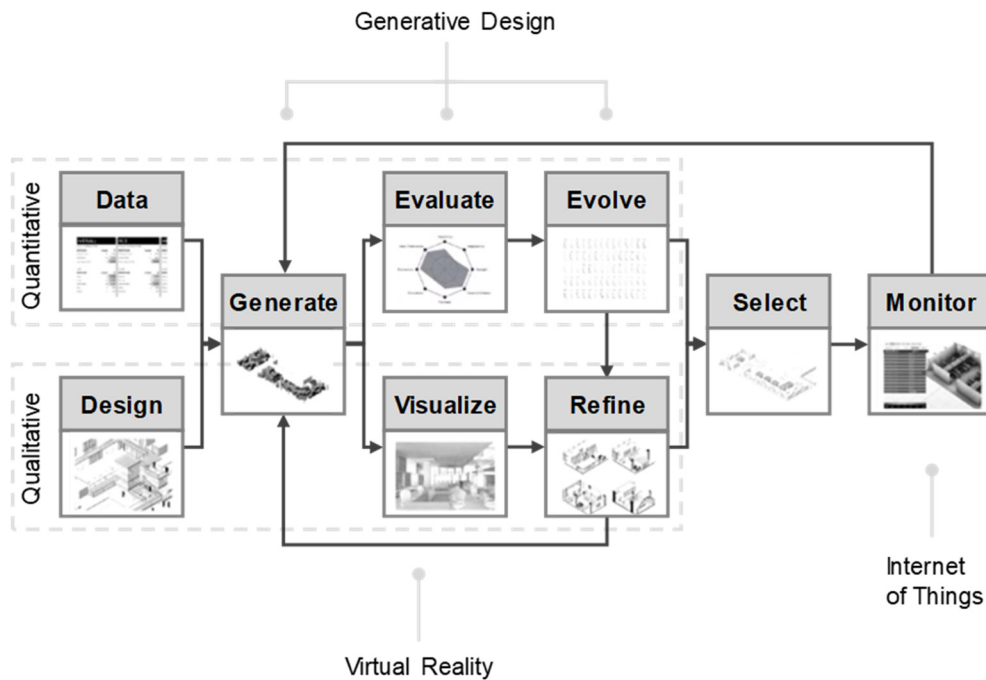 Generative Design
Quantitative
Data
Evaluate
Evolve
Generate
Select
Monitor
Qualitative
Design
Visualize
Refine
Internet
of Things
Virtual Reality